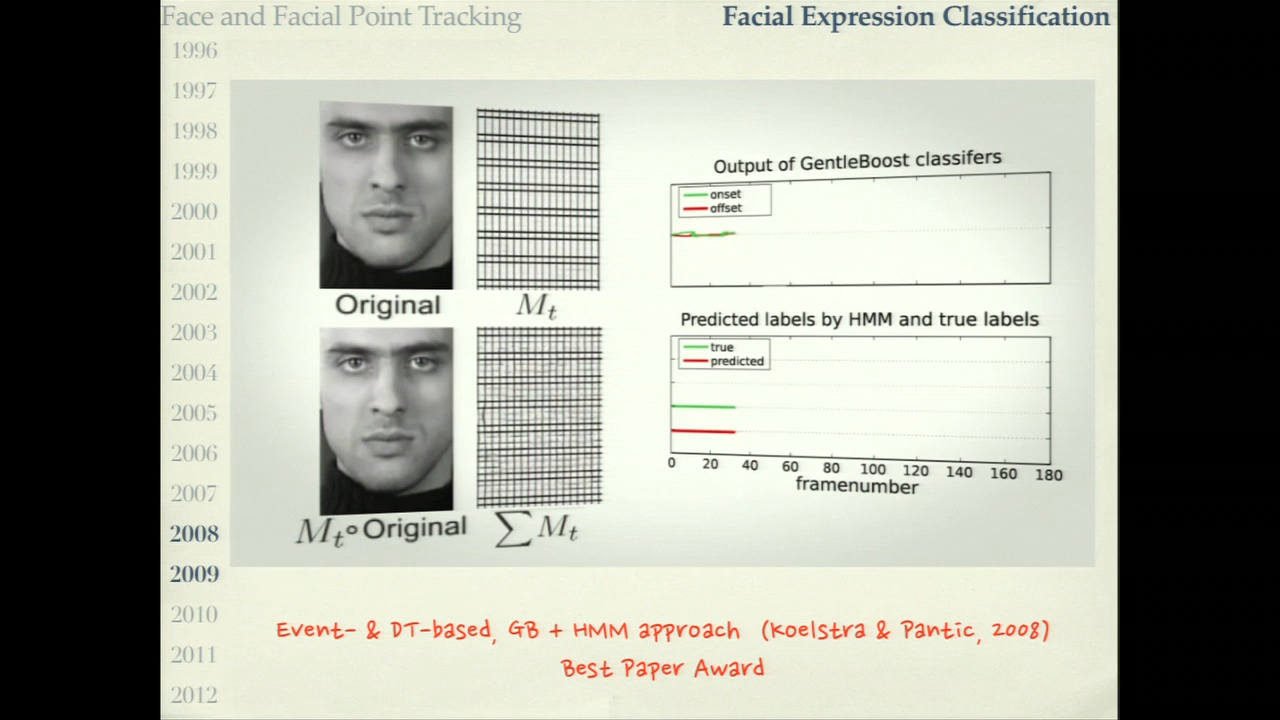 Face and Facial Point Tracking
Facial Expression Classification
1996
1997
1998
1999
2000
2001
2002
2003
2004
2005
2006
2007
2008
2009
2010
2011
2012
Original
M_t
M_t∘Original
∑ M_t
Output of GentleBoost classifers
onset
offset
Predicted labels by HMM and true labels
true
predicted
0 20 40 60 80 100 120 140 160 180
framenumber
Event- & DT-based, GB + HMM approach (Koelstra & Pantic, 2008)
Best Paper Award